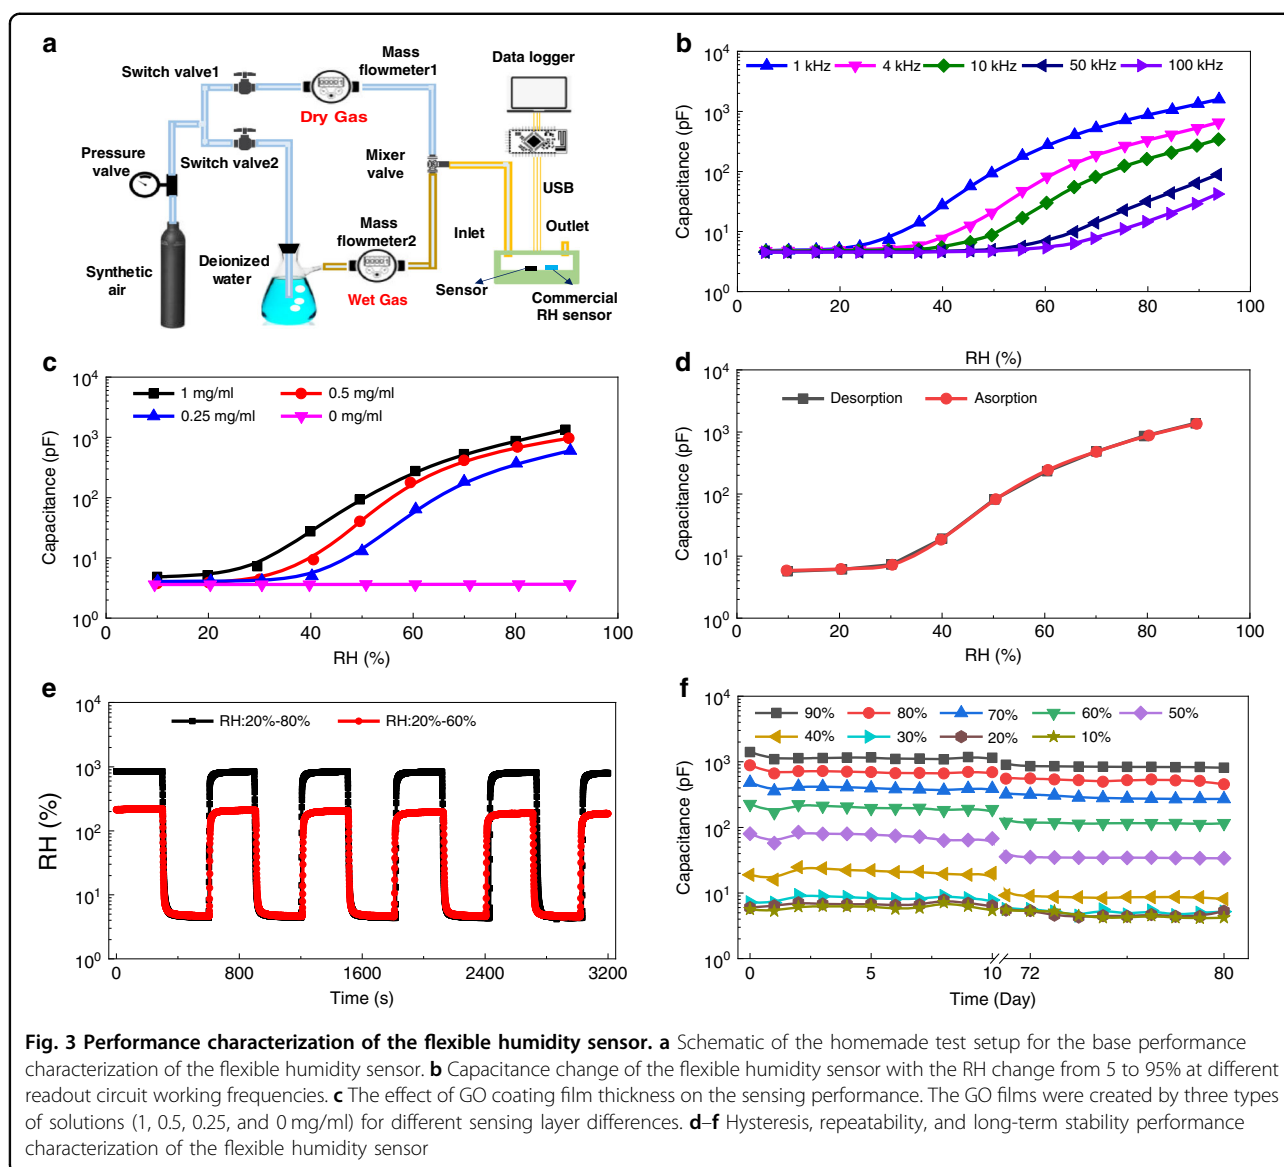 a
Switch valve1
Mass
flowmeter1
Data logger
Dry Gas
Pressure
valve
Switch valve2
Mixer
valve
USB
Mass
flowmeter2
Inlet
Outlet
Synthetic
air
Deionized
water
Wet Gas
Sensor
Commercial
RH sensor
b
1 kHz 4 kHz 10 kHz 50 kHz 100 kHz
Capacitance (pF)
10⁴
10³
10²
10¹
10⁰
0 20 40 60 80 100
RH (%)
c
1 mg/ml 0.5 mg/ml
0.25 mg/ml 0 mg/ml
Capacitance (pF)
10⁴
10³
10²
10¹
10⁰
0 20 40 60 80 100
RH (%)
d
Desorption Asorption
Capacitance (pF)
10⁴
10³
10²
10¹
10⁰
0 20 40 60 80 100
RH (%)
e
RH:20%-80% RH:20%-60%
RH (%)
10⁴
10³
10²
10¹
10⁰
0 800 1600 2400 3200
Time (s)
f
90% 80% 70% 60% 50%
40% 30% 20% 10%
Capacitance (pF)
10⁴
10³
10²
10¹
10⁰
0 5 10 72 80
Time (Day)
Fig. 3 Performance characterization of the flexible humidity sensor. a Schematic of the homemade test setup for the base performance
characterization of the flexible humidity sensor. b Capacitance change of the flexible humidity sensor with the RH change from 5 to 95% at different
readout circuit working frequencies. c The effect of GO coating film thickness on the sensing performance. The GO films were created by three types
of solutions (1, 0.5, 0.25, and 0 mg/ml) for different sensing layer differences. d–f Hysteresis, repeatability, and long-term stability performance
characterization of the flexible humidity sensor